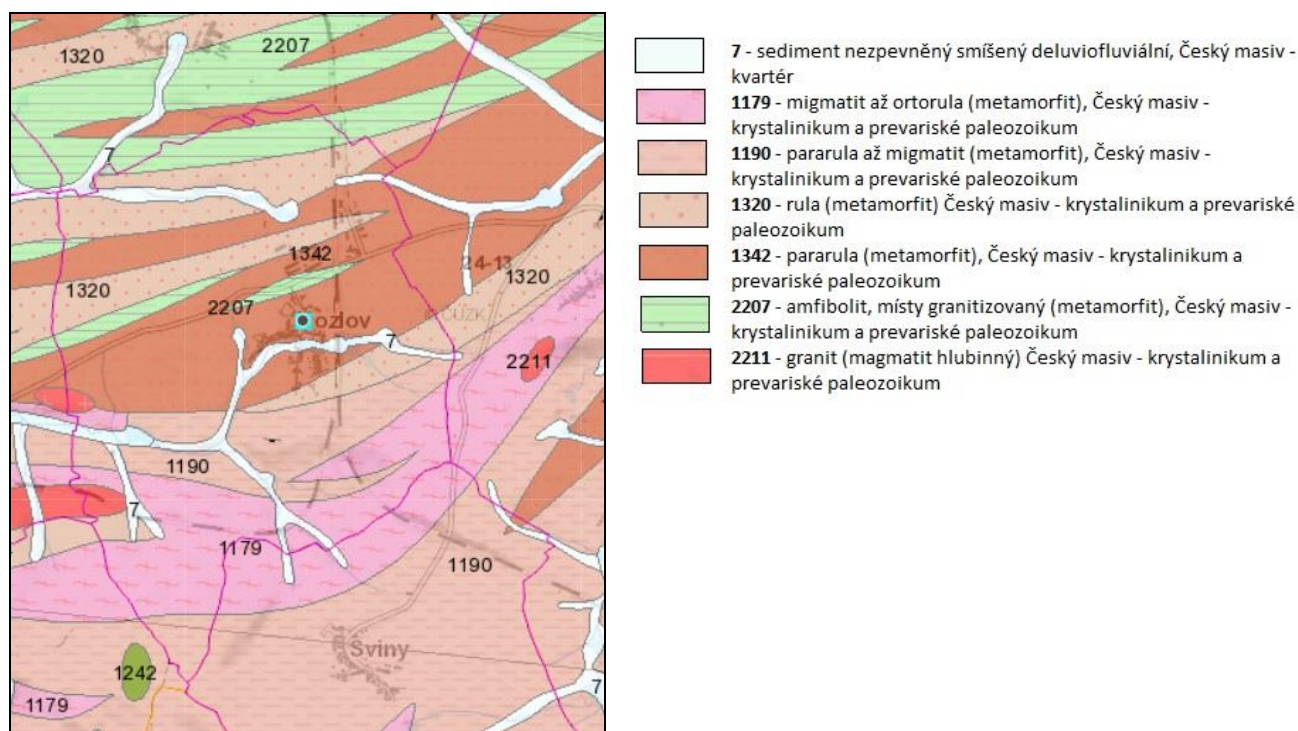 7
1320
2207
7
1342
24-13
1320
1320
2207
ozlov
ČÚZK
7
2211
1190
7
1179
1190
Sviny
1242
1179
7
7 - sediment nezpevněný smíšený deluviofluviální, Český masiv -
kvartér
1179 - migmatit až ortorula (metamorfit), Český masiv -
krystalinikum a prevariské paleozoikum
1190 - pararula až migmatit (metamorfit), Český masiv -
krystalinikum a prevariské paleozoikum
1320 - rula (metamorfit) Český masiv - krystalinikum a prevariské
paleozoikum
1342 - pararula (metamorfit), Český masiv - krystalinikum a
prevariské paleozoikum
2207 - amfibolit, místy granitizovaný (metamorfit), Český masiv -
krystalinikum a prevariské paleozoikum
2211 - granit (magmatit hlubinný) Český masiv - krystalinikum a
prevariské paleozoikum